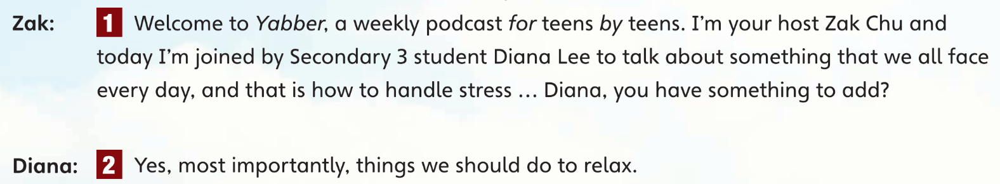 Zak: 1 Welcome to Yabber, a weekly podcast for teens by teens. I'm your host Zak Chu and
today I'm joined by Secondary 3 student Diana Lee to talk about something that we all face
every day, and that is how to handle stress ... Diana, you have something to add?
Diana: 2 Yes, most importantly, things we should do to relax.